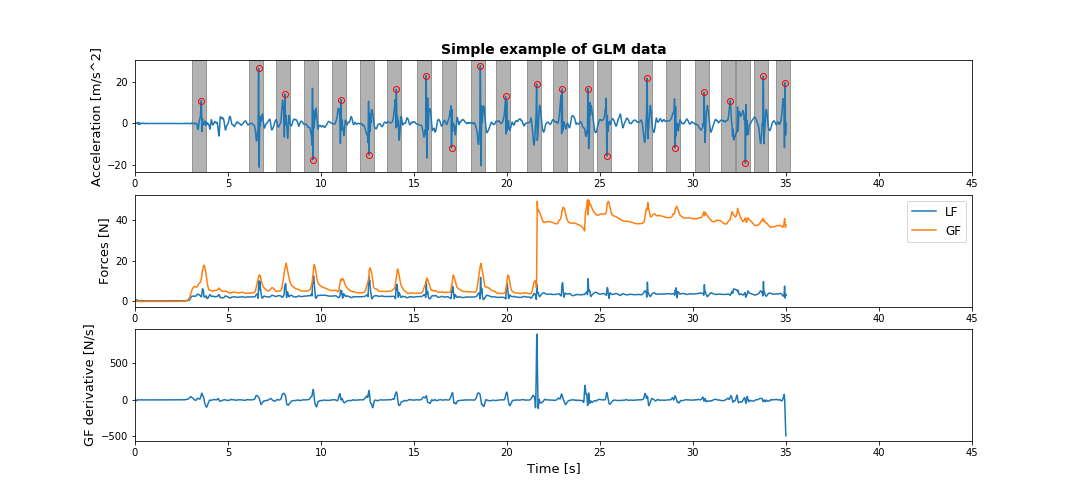 Simple example of GLM data
Acceleration [m/s^2]
20
0
−20
0 5 10 15 20 25 30 35 40 45
Forces [N]
40
20
0
LF
GF
0 5 10 15 20 25 30 35 40 45
GF derivative [N/s]
500
0
−500
0 5 10 15 20 25 30 35 40 45
Time [s]